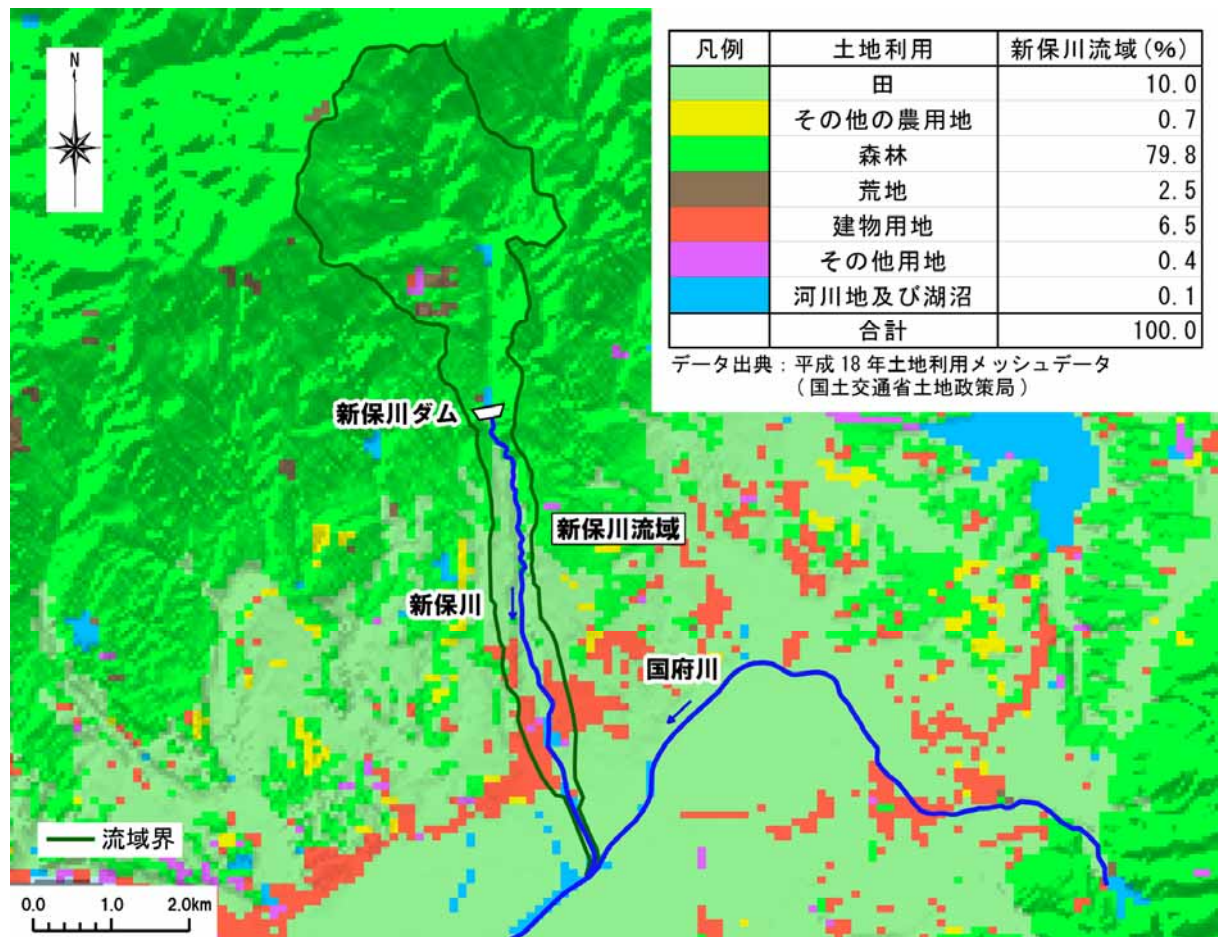 N
凡例 土地利用 新保川流域(%)
田 10.0
その他の農用地 0.7
森林 79.8
荒地 2.5
建物用地 6.5
その他用地 0.4
河川地及び湖沼 0.1
合計 100.0
データ出典：平成18年土地利用メッシュデータ
（国土交通省土地政策局）
新保川ダム
新保川流域
新保川
国府川
流域界
0.0 1.0 2.0km